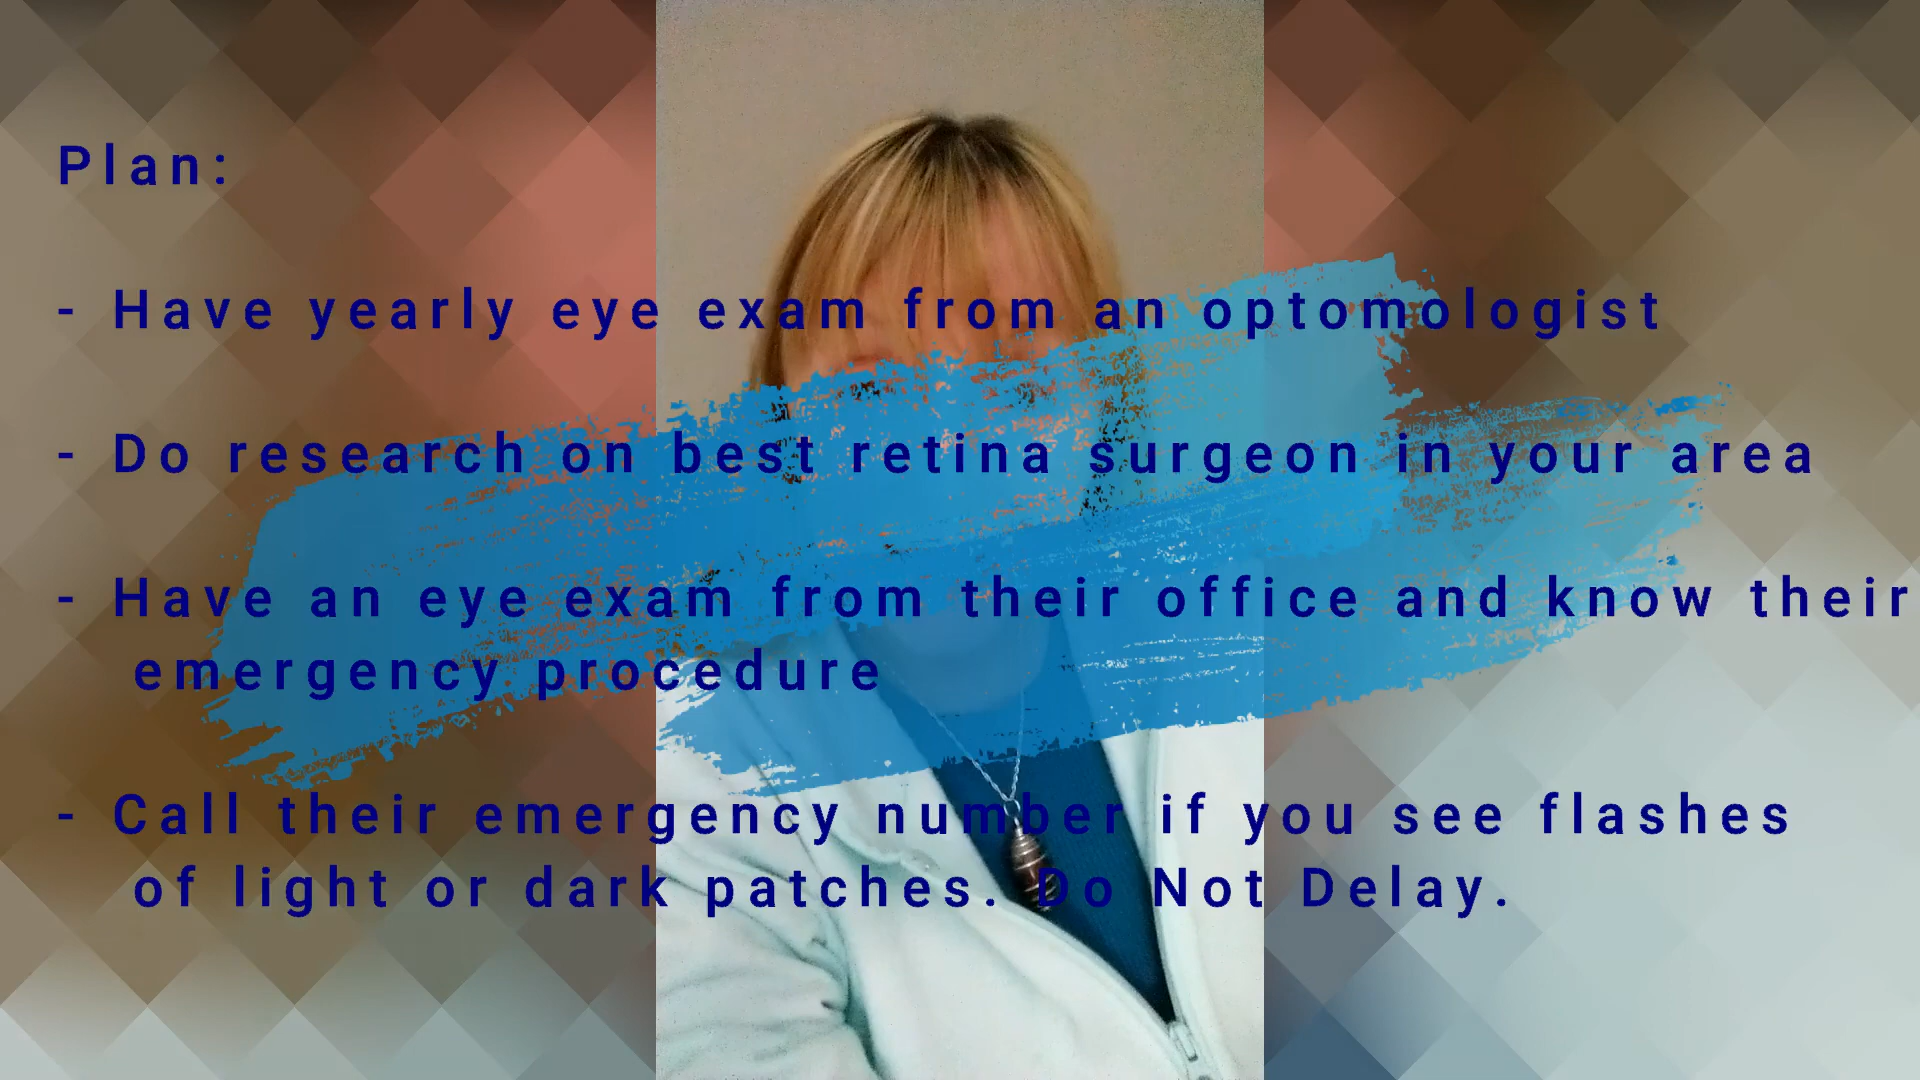 Plan:
- Have yearly eye exam from an optomologist
- Do research on best retina surgeon in your area
- Have an eye exam from their office and know their
emergency procedure
- Call their emergency number if you see flashes
of light or dark patches. Do Not Delay.